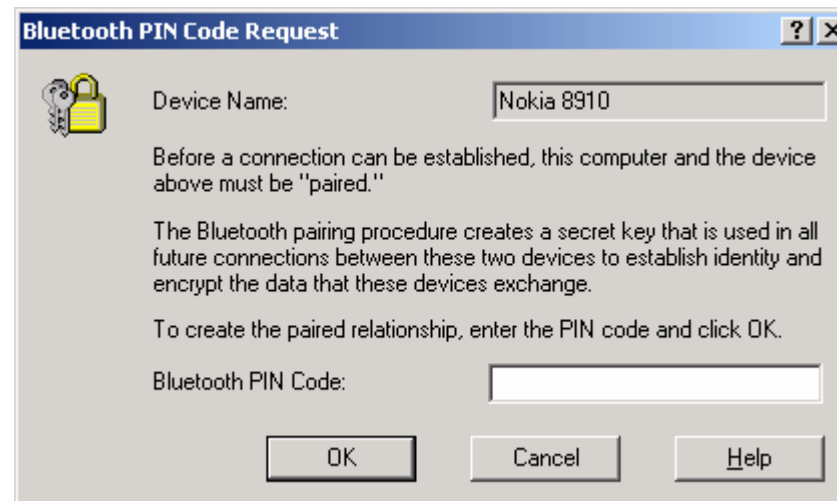 Bluetooth PIN Code Request
Device Name: Nokia 8910
Before a connection can be established, this computer and the device
above must be "paired."
The Bluetooth pairing procedure creates a secret key that is used in all
future connections between these two devices to establish identity and
encrypt the data that these devices exchange.
To create the paired relationship, enter the PIN code and click OK.
Bluetooth PIN Code:
OK Cancel Help